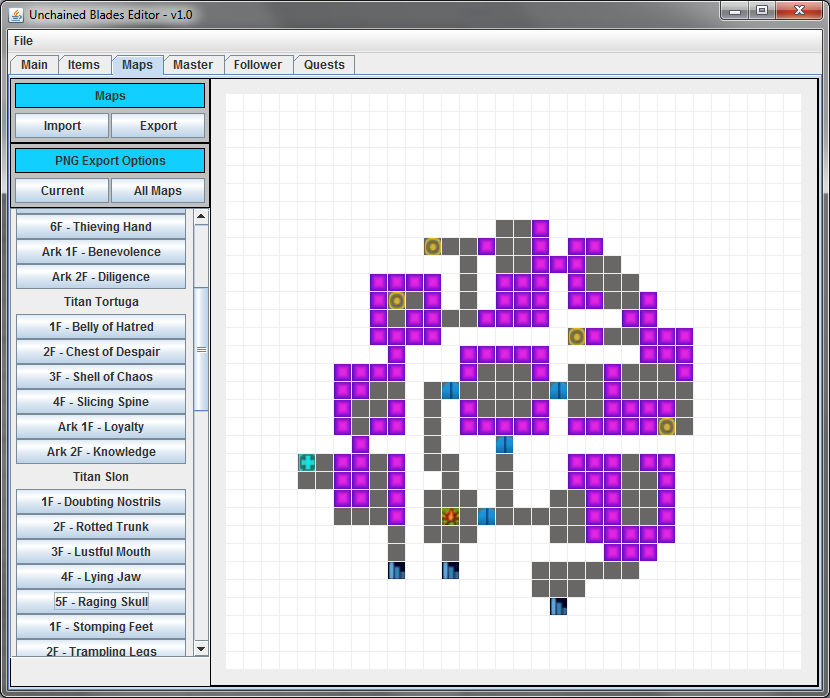 Unchained Blades Editor - v1.0
File
Main Items Maps Master Follower Quests
Maps
Import Export
PNG Export Options
Current All Maps
6F - Thieving Hand
Ark 1F - Benevolence
Ark 2F - Diligence
Titan Tortuga
1F - Belly of Hatred
2F - Chest of Despair
3F - Shell of Chaos
4F - Slicing Spine
Ark 1F - Loyalty
Ark 2F - Knowledge
Titan Slon
1F - Doubting Nostrils
2F - Rotted Trunk
3F - Lustful Mouth
4F - Lying Jaw
5F - Raging Skull
1F - Stomping Feet
2F - Trampling Legs